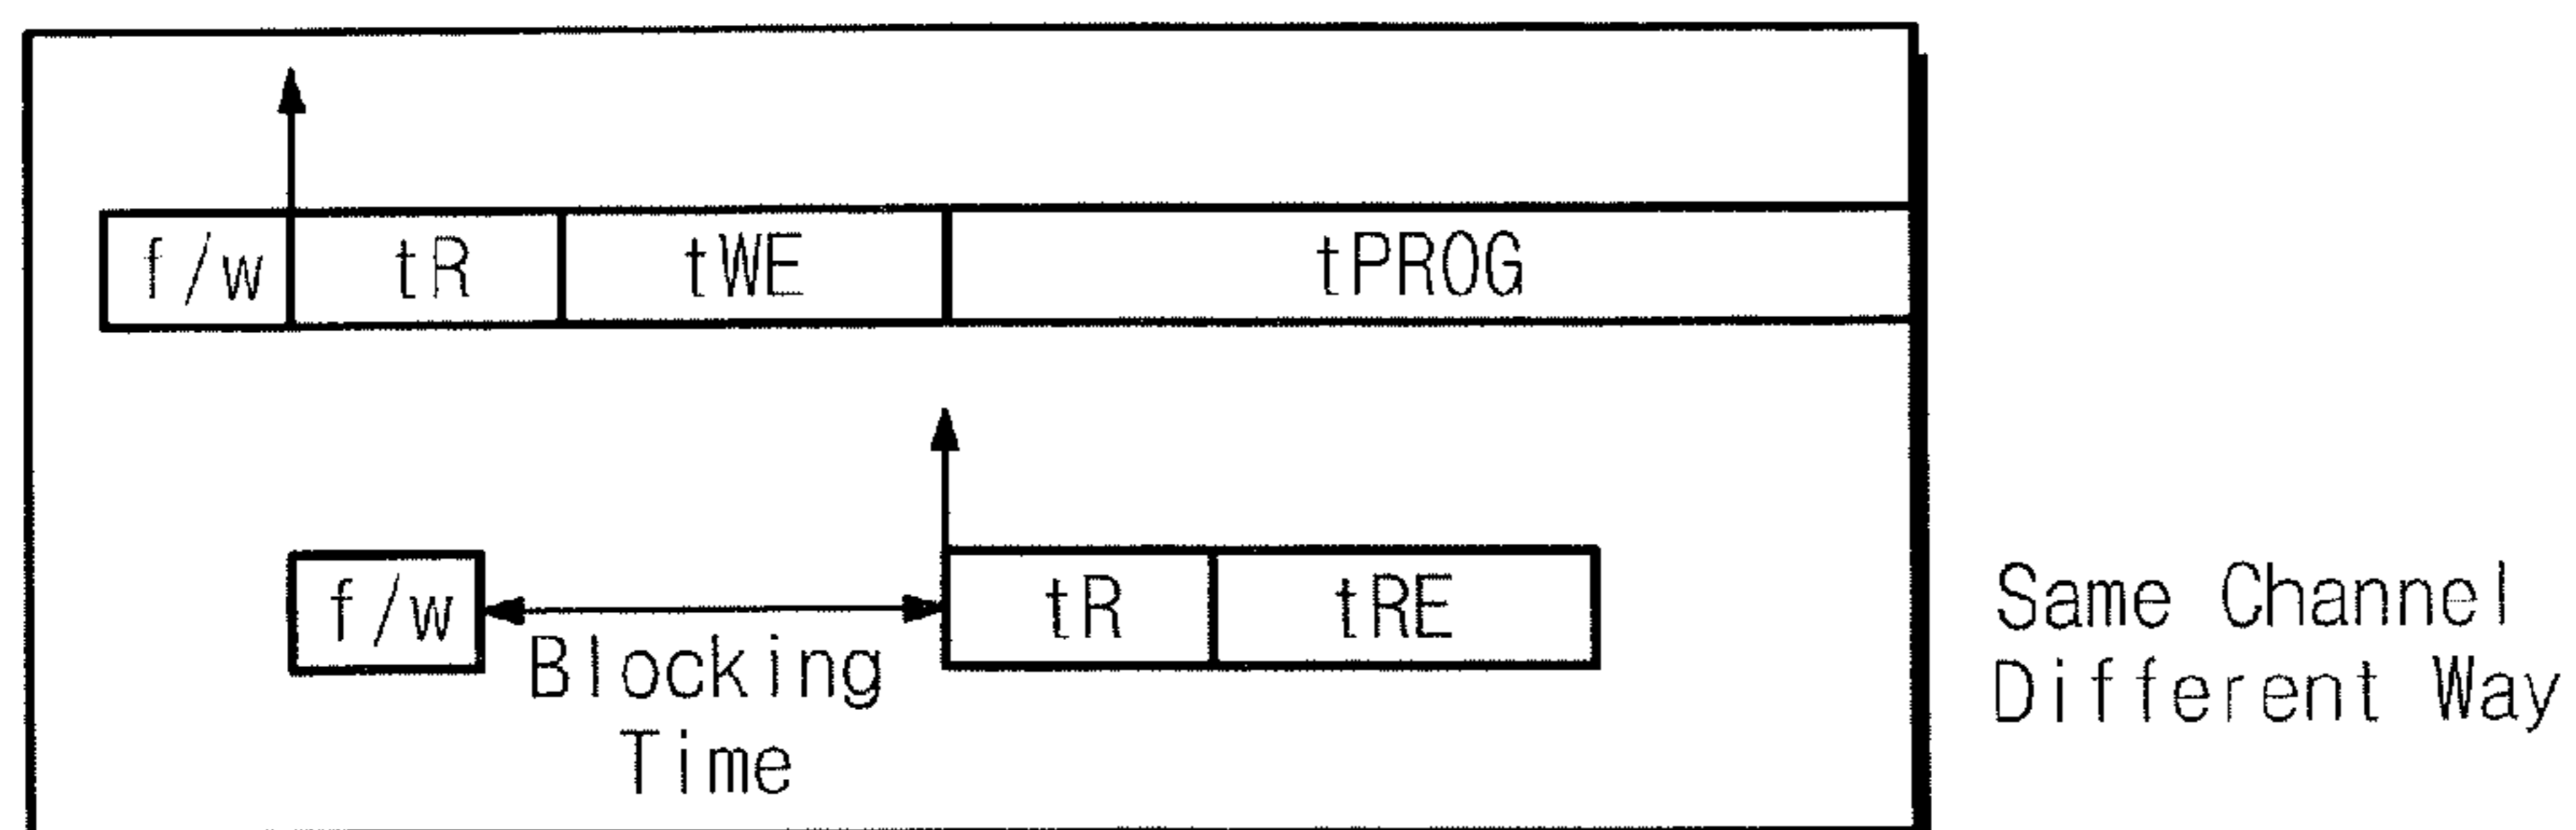 f/w tR tWE tPROG
f/w tR tRE
Blocking
Time
Same Channel
Different Way